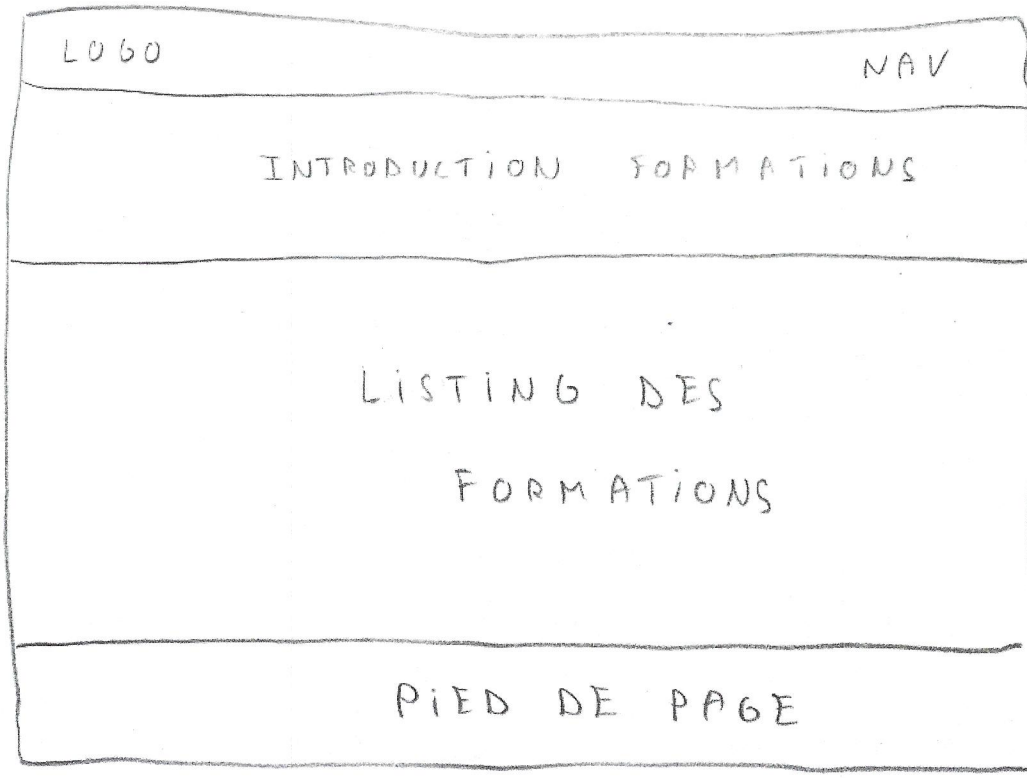 LOGO
NAV
INTRODUCTION FORMATIONS
LISTING DES
FORMATIONS
PIED DE PAGE